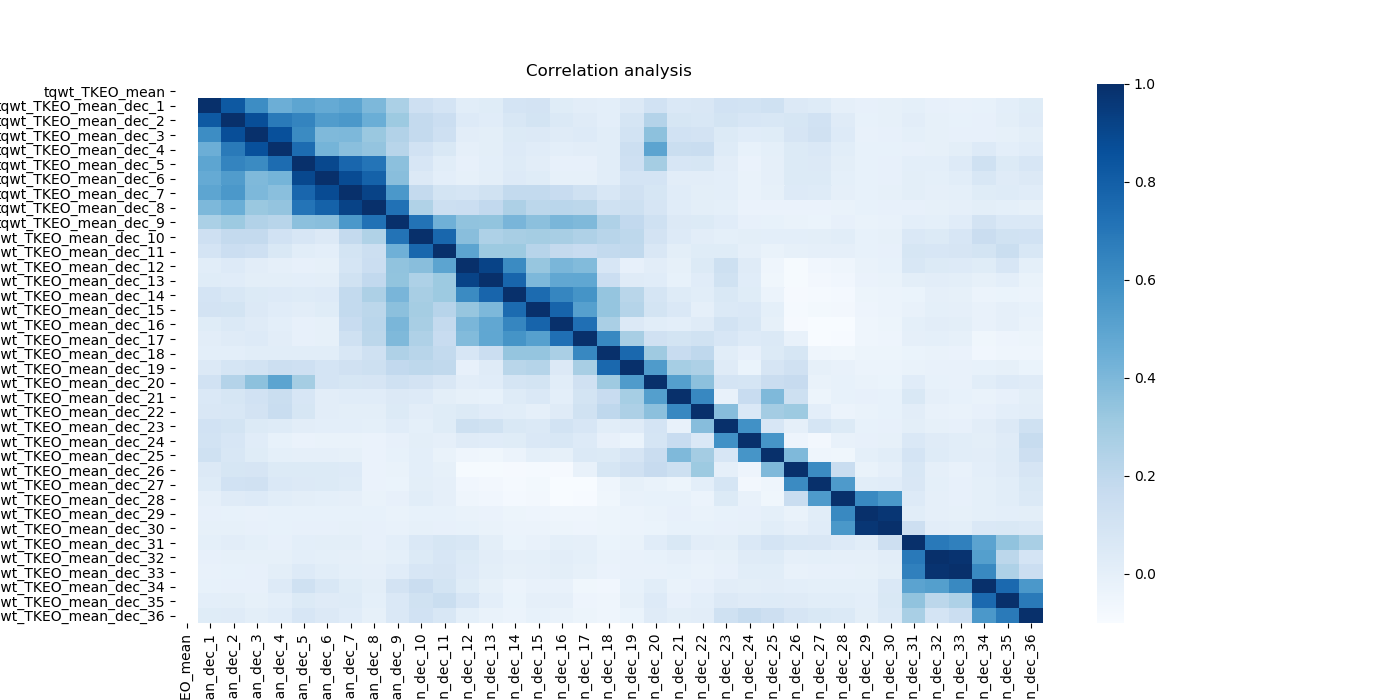 Correlation analysis
tqwt_TKEO_mean
tqwt_TKEO_mean_dec_1
tqwt_TKEO_mean_dec_2
tqwt_TKEO_mean_dec_3
tqwt_TKEO_mean_dec_4
tqwt_TKEO_mean_dec_5
tqwt_TKEO_mean_dec_6
tqwt_TKEO_mean_dec_7
tqwt_TKEO_mean_dec_8
tqwt_TKEO_mean_dec_9
wt_TKEO_mean_dec_10
wt_TKEO_mean_dec_11
wt_TKEO_mean_dec_12
wt_TKEO_mean_dec_13
wt_TKEO_mean_dec_14
wt_TKEO_mean_dec_15
wt_TKEO_mean_dec_16
wt_TKEO_mean_dec_17
wt_TKEO_mean_dec_18
wt_TKEO_mean_dec_19
wt_TKEO_mean_dec_20
wt_TKEO_mean_dec_21
wt_TKEO_mean_dec_22
wt_TKEO_mean_dec_23
wt_TKEO_mean_dec_24
wt_TKEO_mean_dec_25
wt_TKEO_mean_dec_26
wt_TKEO_mean_dec_27
wt_TKEO_mean_dec_28
wt_TKEO_mean_dec_29
wt_TKEO_mean_dec_30
wt_TKEO_mean_dec_31
wt_TKEO_mean_dec_32
wt_TKEO_mean_dec_33
wt_TKEO_mean_dec_34
wt_TKEO_mean_dec_35
wt_TKEO_mean_dec_36
EO_mean
an_dec_1
an_dec_2
an_dec_3
an_dec_4
an_dec_5
an_dec_6
an_dec_7
an_dec_8
an_dec_9
n_dec_10
n_dec_11
n_dec_12
n_dec_13
n_dec_14
n_dec_15
n_dec_16
n_dec_17
n_dec_18
n_dec_19
n_dec_20
n_dec_21
n_dec_22
n_dec_23
n_dec_24
n_dec_25
n_dec_26
n_dec_27
n_dec_28
n_dec_29
n_dec_30
n_dec_31
n_dec_32
n_dec_33
n_dec_34
n_dec_35
n_dec_36
1.0
0.8
0.6
0.4
0.2
0.0